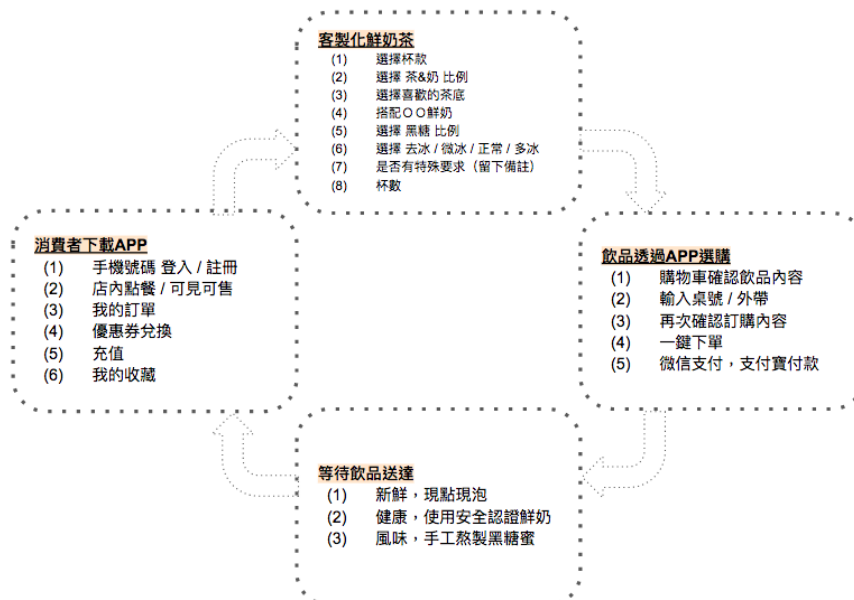 客製化鮮奶茶
(1) 選擇杯款
(2) 選擇 茶&奶 比例
(3) 選擇喜歡的茶底
(4) 搭配○○鮮奶
(5) 選擇 黑糖 比例
(6) 選擇 去冰 / 微冰 / 正常 / 多冰
(7) 是否有特殊要求（留下備註）
(8) 杯數
消費者下載APP
(1) 手機號碼 登入 / 註冊
(2) 店內點餐 / 可見可售
(3) 我的訂單
(4) 優惠券兌換
(5) 充值
(6) 我的收藏
飲品透過APP選購
(1) 購物車確認飲品內容
(2) 輸入桌號 / 外帶
(3) 再次確認訂購內容
(4) 一鍵下單
(5) 微信支付，支付寶付款
等待飲品送達
(1) 新鮮，現點現泡
(2) 健康，使用安全認證鮮奶
(3) 風味，手工熬製黑糖蜜